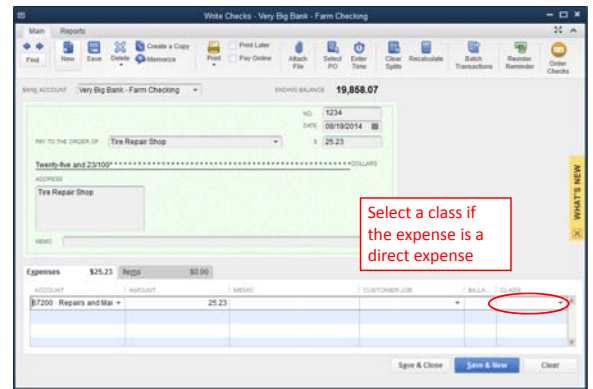 Write Checks - Very Big Bank - Farm Checking
Main Reports
Find New Save Delete Create a Copy Memorize Print Print Later Pay Online Attach File Select PO Enter Time Clear Splits Recalculate Batch Transactions Reorder Reminder Order Checks
BANK ACCOUNT Very Big Bank - Farm Checking ENDING BALANCE 19,858.07
NO. 1234
DATE 08/19/2014
PAY TO THE ORDER OF Tire Repair Shop $ 25.23
Twenty-five and 23/100* * * * * * * * * * * * * * * * * * * * * * * * * * * * * * * * * * * * * * * * * * DOLLARS
ADDRESS
Tire Repair Shop
MEMO
WHAT'S NEW
Select a class if
the expense is a
direct expense
Expenses $25.23 Items $0.00
ACCOUNT AMOUNT MEMO CUSTOMER:JOB BILLA... CLASS
67200 · Repairs and Mai 25.23
Save & Close Save & New Clear